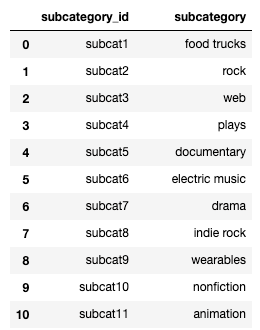 subcategory_id subcategory
0 subcat1 food trucks
1 subcat2 rock
2 subcat3 web
3 subcat4 plays
4 subcat5 documentary
5 subcat6 electric music
6 subcat7 drama
7 subcat8 indie rock
8 subcat9 wearables
9 subcat10 nonfiction
10 subcat11 animation